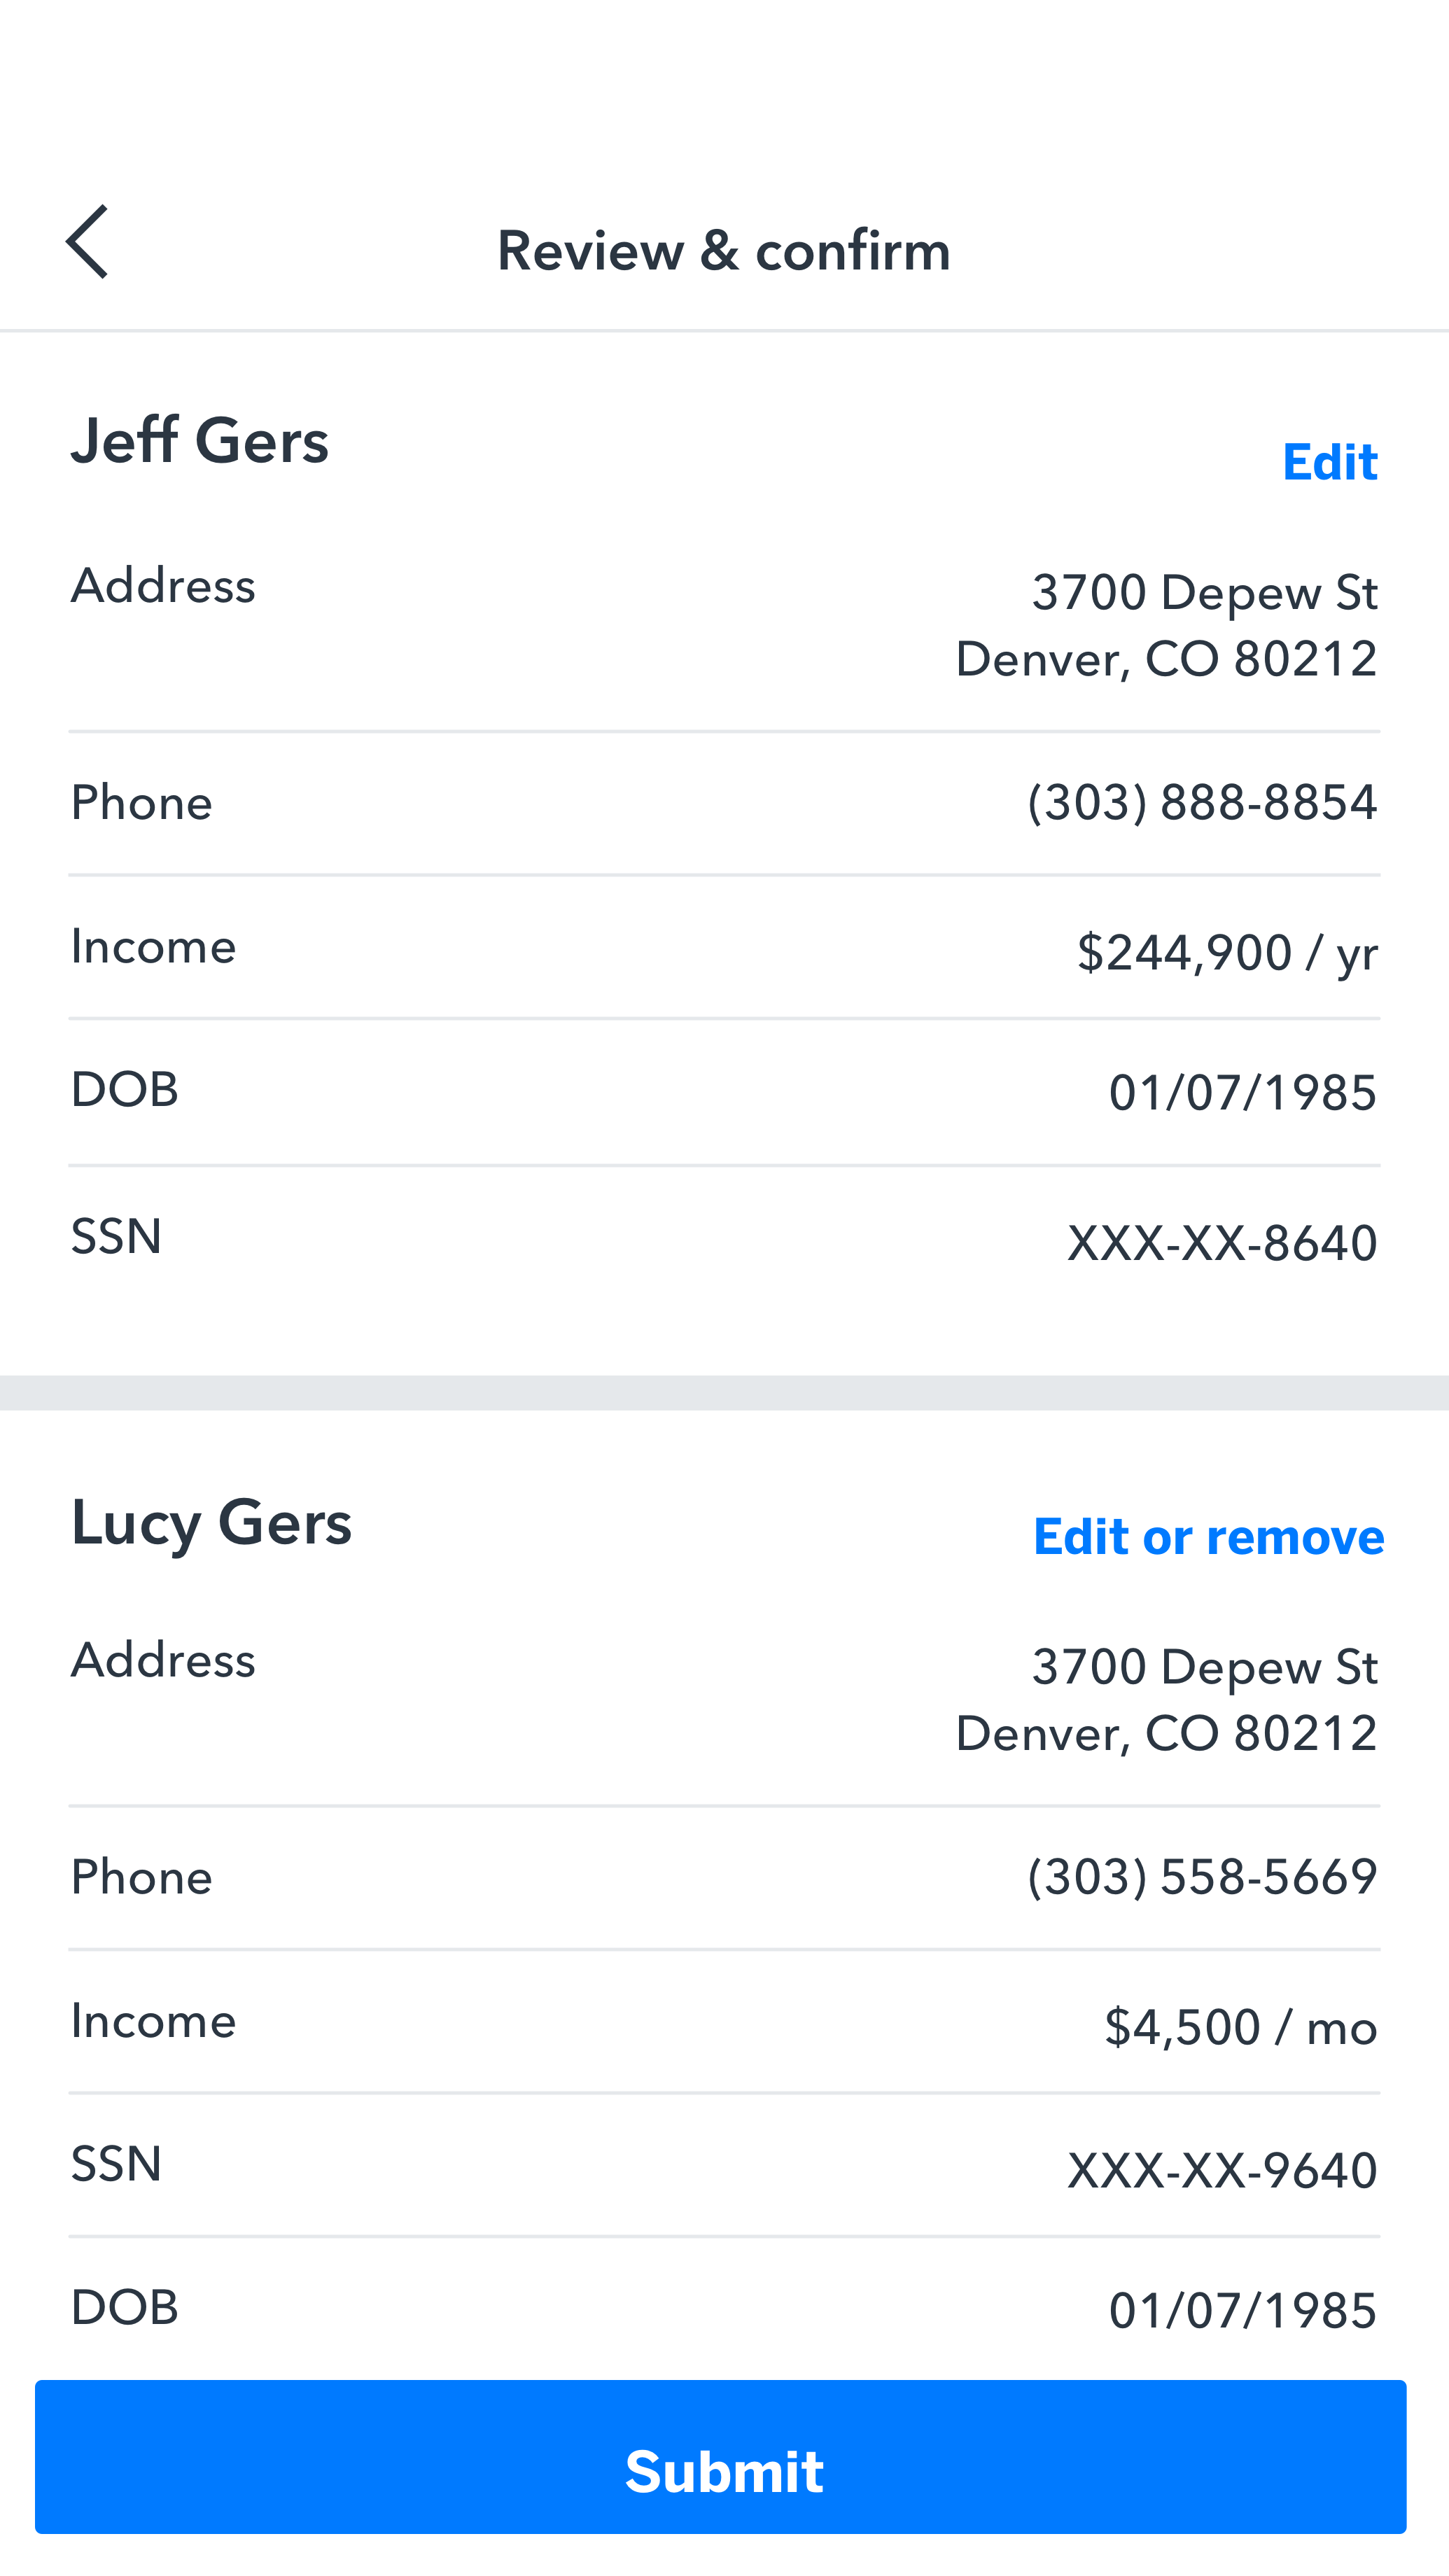 Review & confirm
Jeff Gers
Edit
Address
3700 Depew St
Denver, CO 80212
Phone
(303) 888-8854
Income
$244,900 / yr
DOB
01/07/1985
SSN
XXX-XX-8640
Lucy Gers
Edit or remove
Address
3700 Depew St
Denver, CO 80212
Phone
(303) 558-5669
Income
$4,500 / mo
SSN
XXX-XX-9640
DOB
01/07/1985
Submit